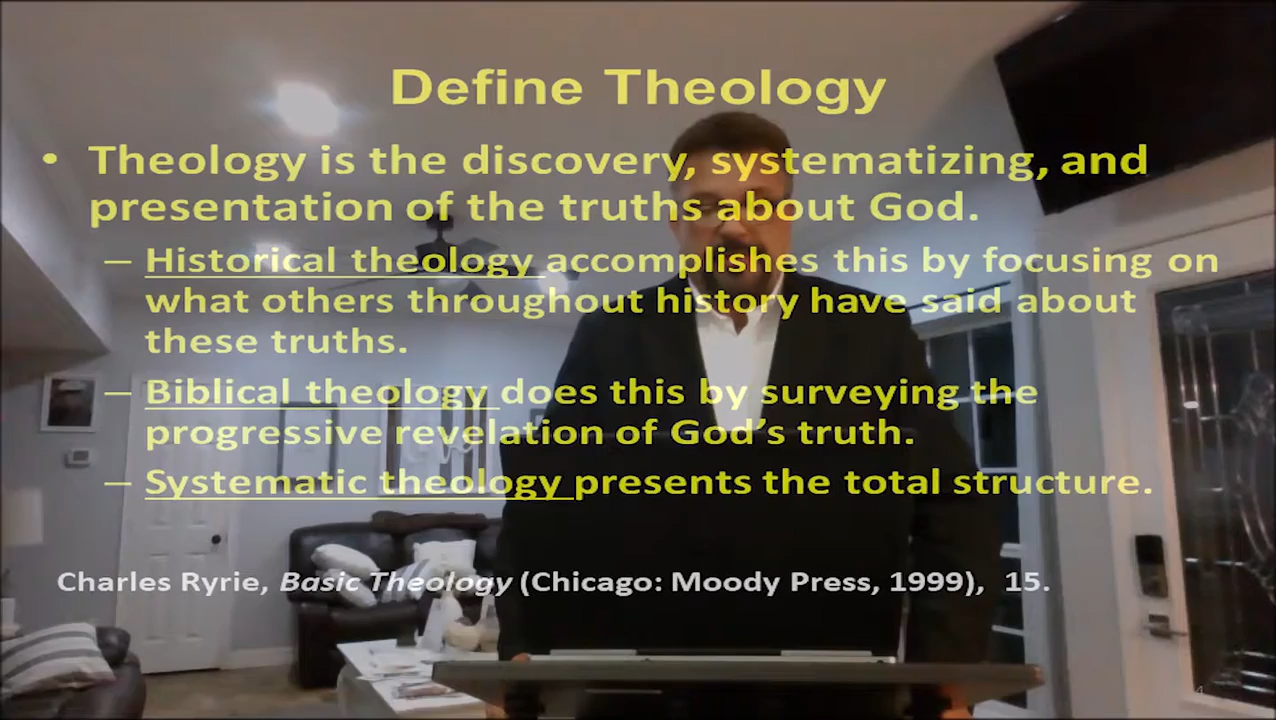 Define Theology
• Theology is the discovery, systematizing, and
presentation of the truths about God.
– Historical theology accomplishes this by focusing on
what others throughout history have said about
these truths.
– Biblical theology does this by surveying the
progressive revelation of God’s truth.
– Systematic theology presents the total structure.
Charles Ryrie, Basic Theology (Chicago: Moody Press, 1999), 15.
4